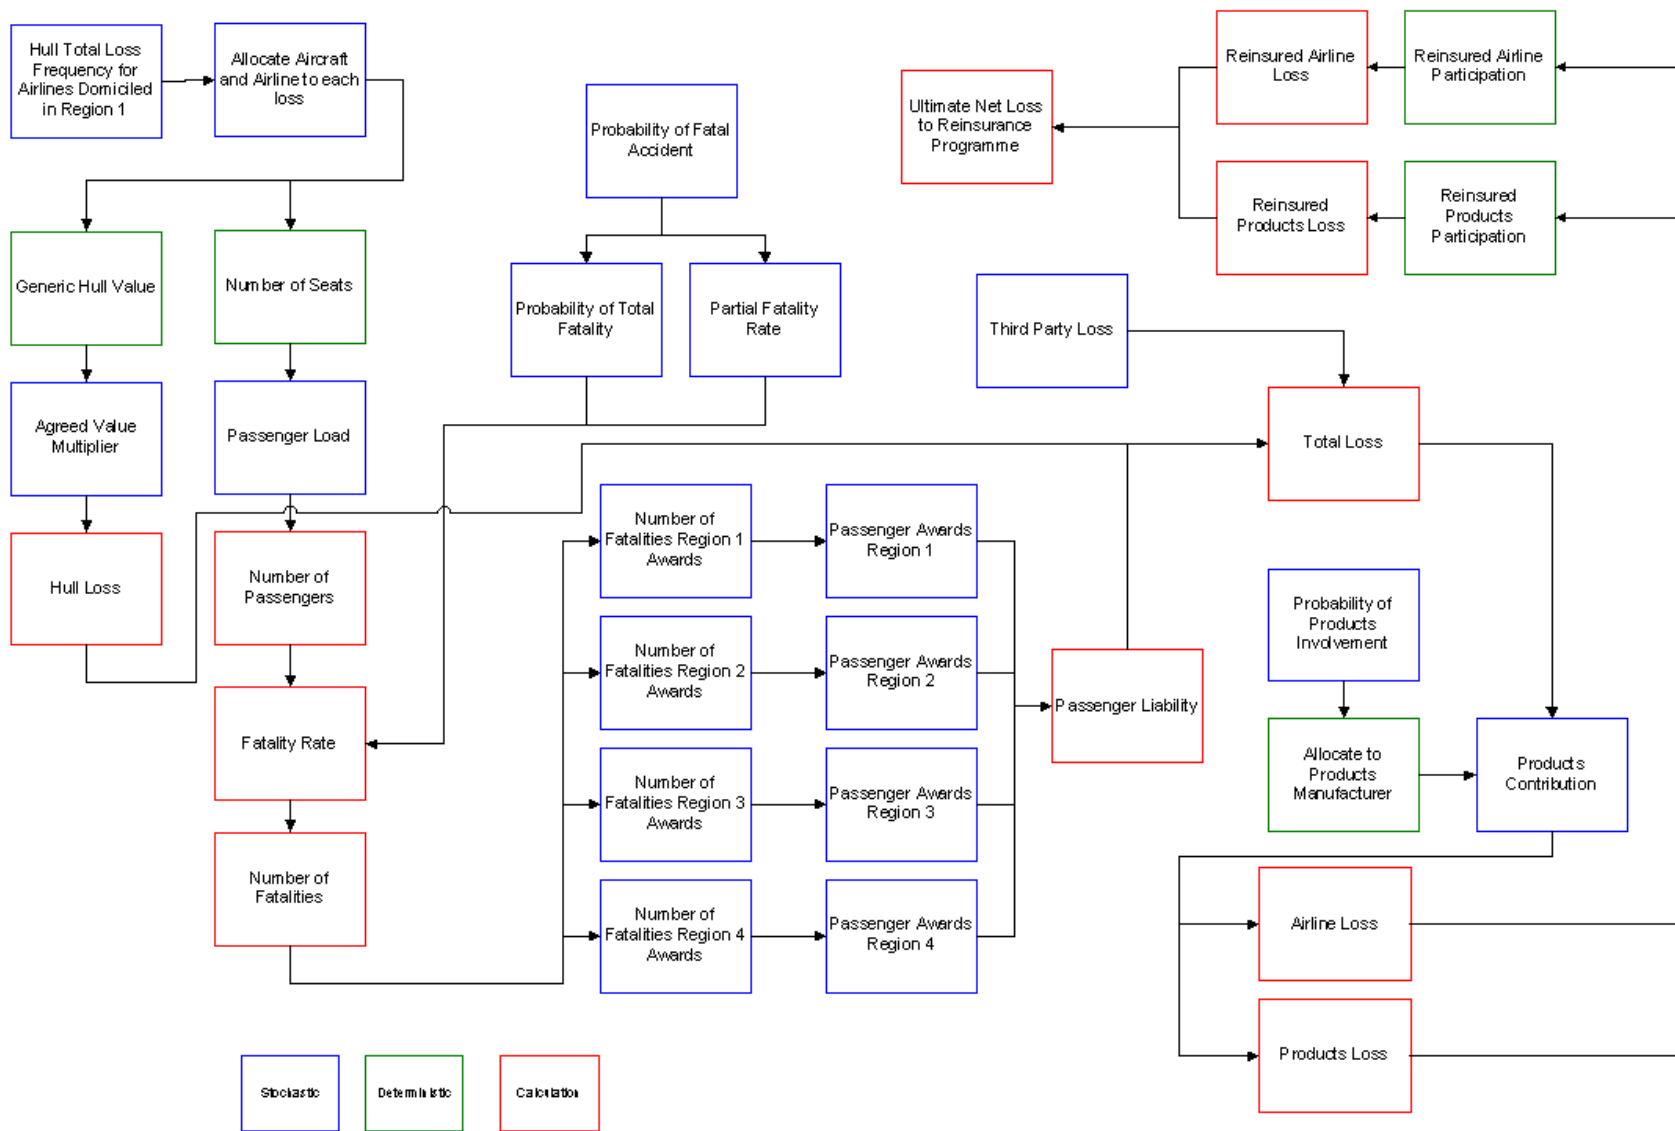 Hull Total Loss
Frequency for
Airlines Domiciled
in Region 1
Allocate Aircraft
and Airline to each
loss
Probability of Fatal
Accident
Ultimate Net Loss
to Reinsurance
Programme
Reinsured Airline
Loss
Reinsured Airline
Participation
Reinsured
Products Loss
Reinsured
Products
Participation
Generic Hull Value
Number of Seats
Probability of Total
Fatality
Partial Fatality
Rate
Third Party Loss
Agreed Value
Multiplier
Passenger Load
Total Loss
Hull Loss
Number of
Passengers
Number of
Fatalities Region 1
Awards
Passenger Awards
Region 1
Probability of
Products
Involvement
Number of
Fatalities Region 2
Awards
Passenger Awards
Region 2
Passenger Liability
Fatality Rate
Number of
Fatalities Region 3
Awards
Passenger Awards
Region 3
Allocate to
Products
Manufacturer
Products
Contribution
Number of
Fatalities
Number of
Fatalities Region 4
Awards
Passenger Awards
Region 4
Airline Loss
Products Loss
Stochastic
Deterministic
Calculation